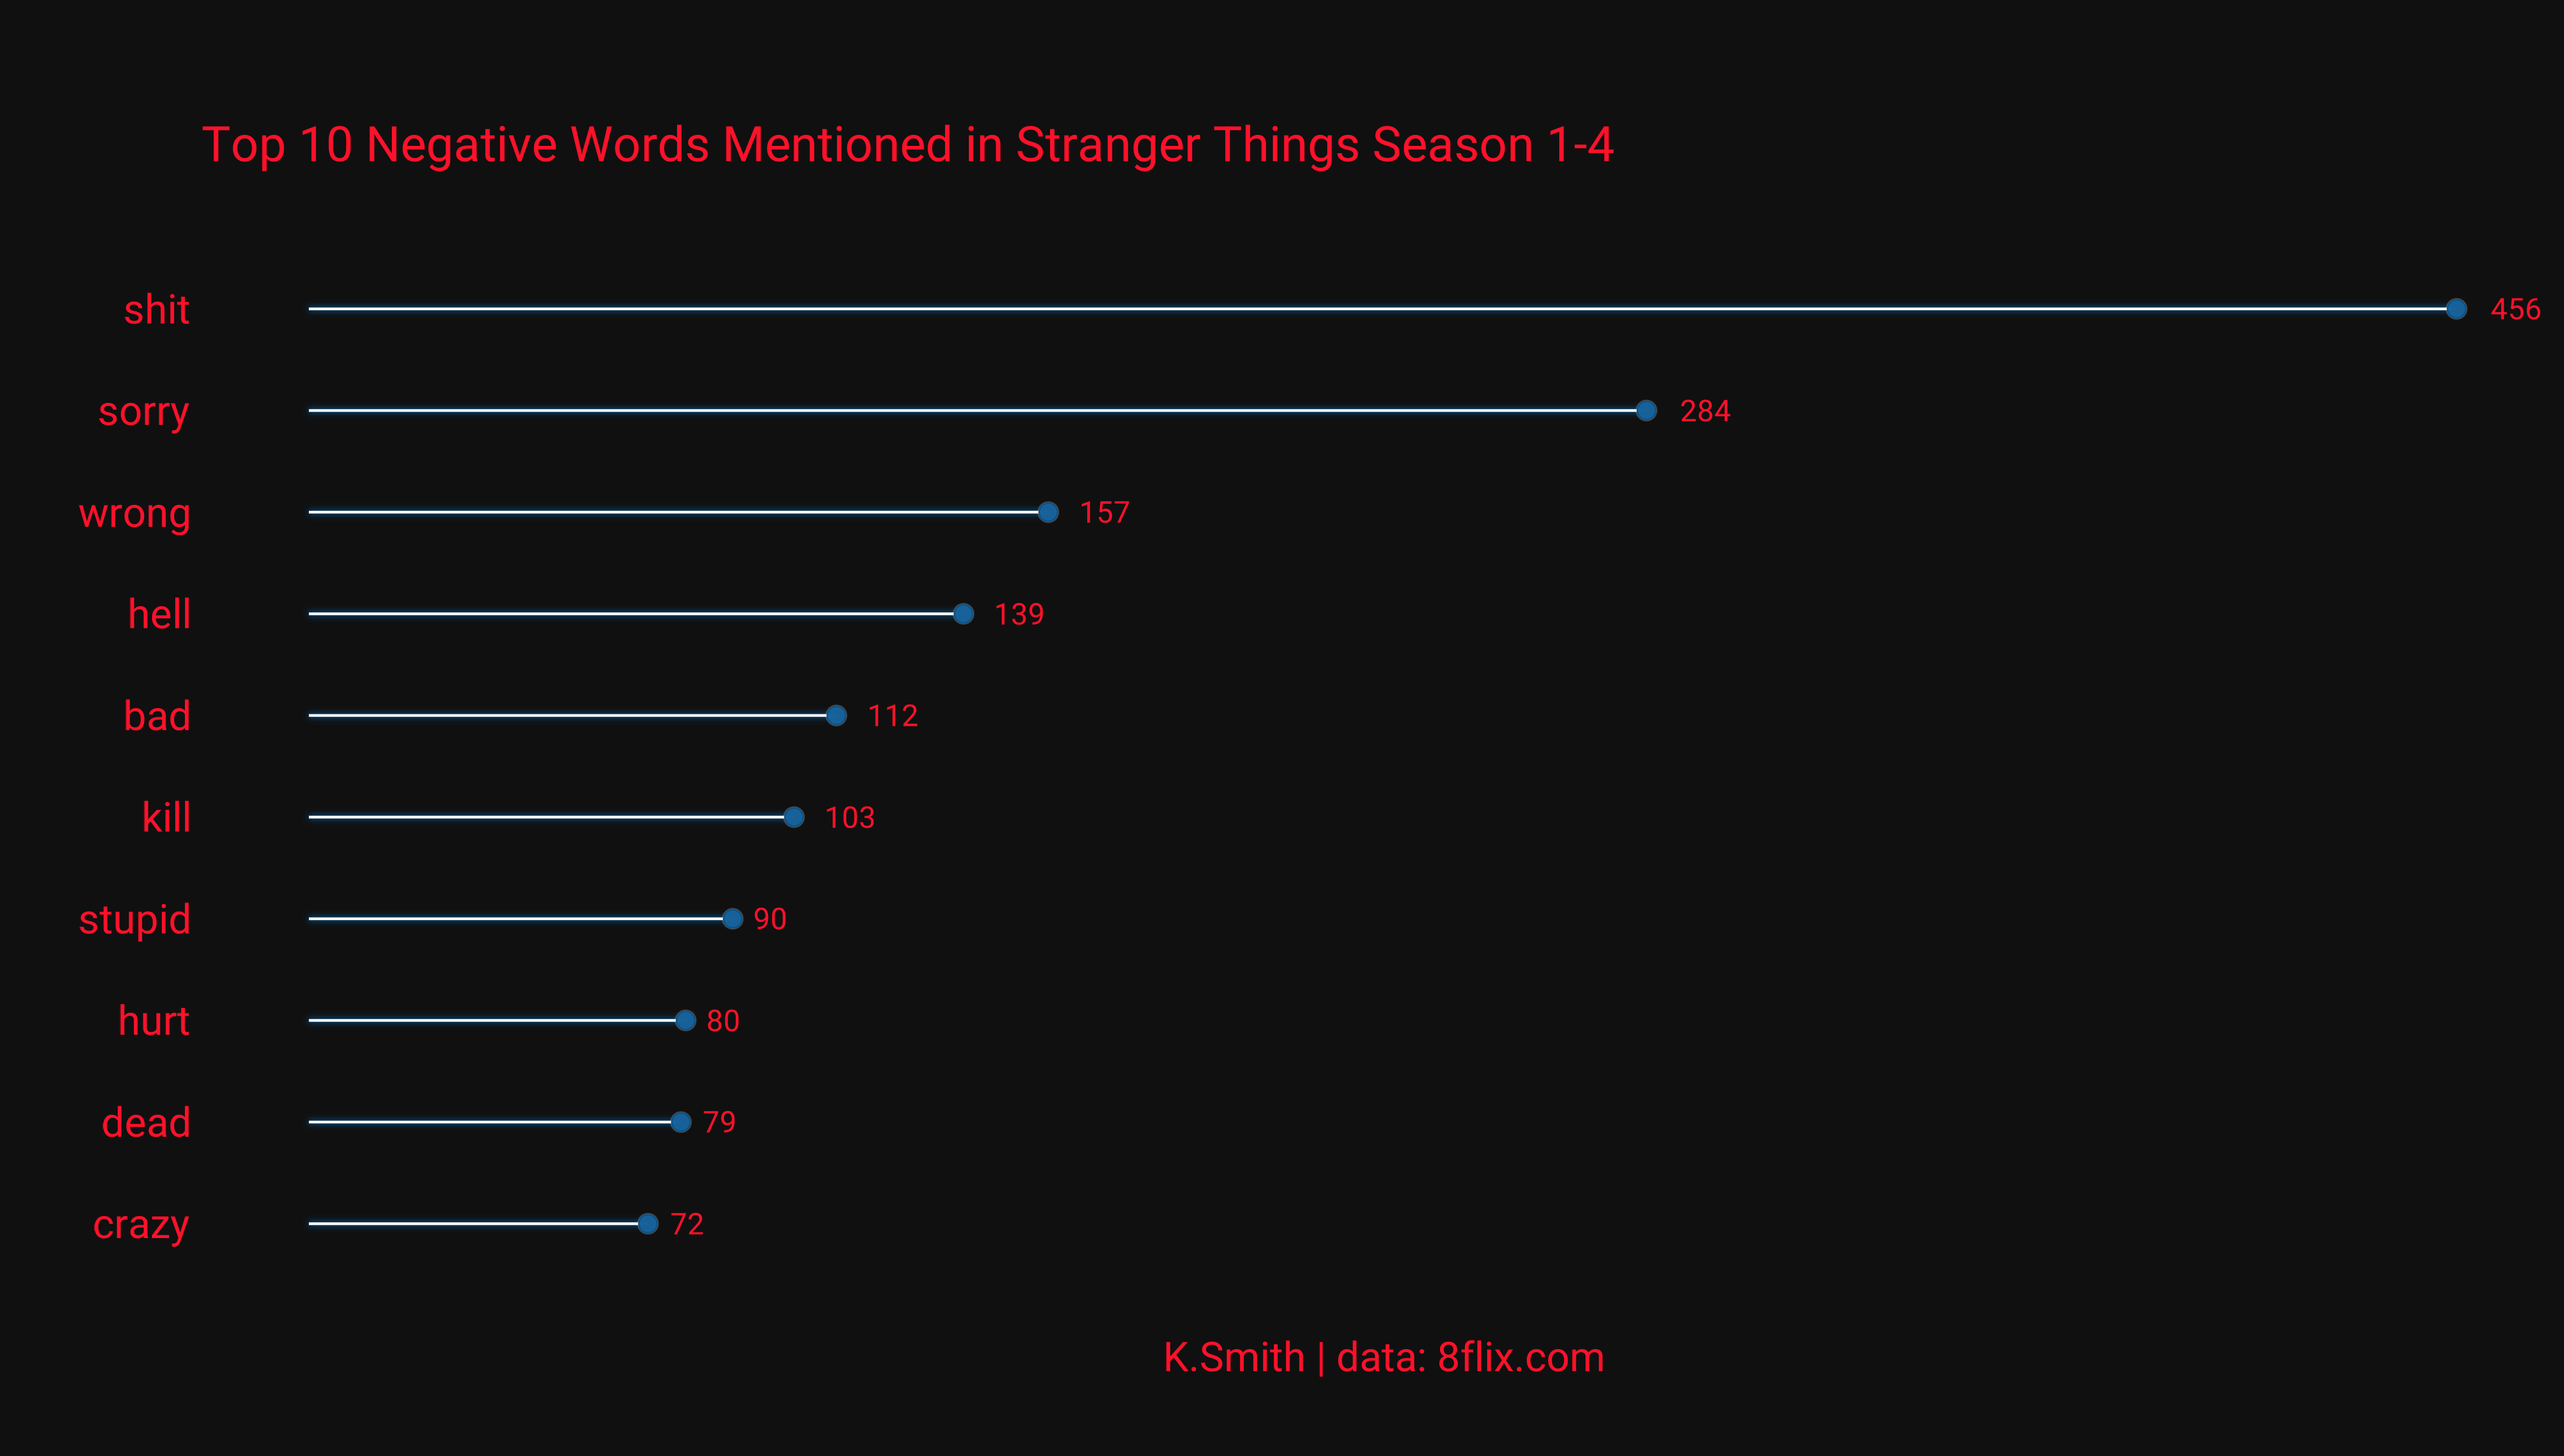 Top 10 Negative Words Mentioned in Stranger Things Season 1-4
shit 456
sorry 284
wrong 157
hell 139
bad 112
kill 103
stupid 90
hurt 80
dead 79
crazy 72
K.Smith | data: 8flix.com